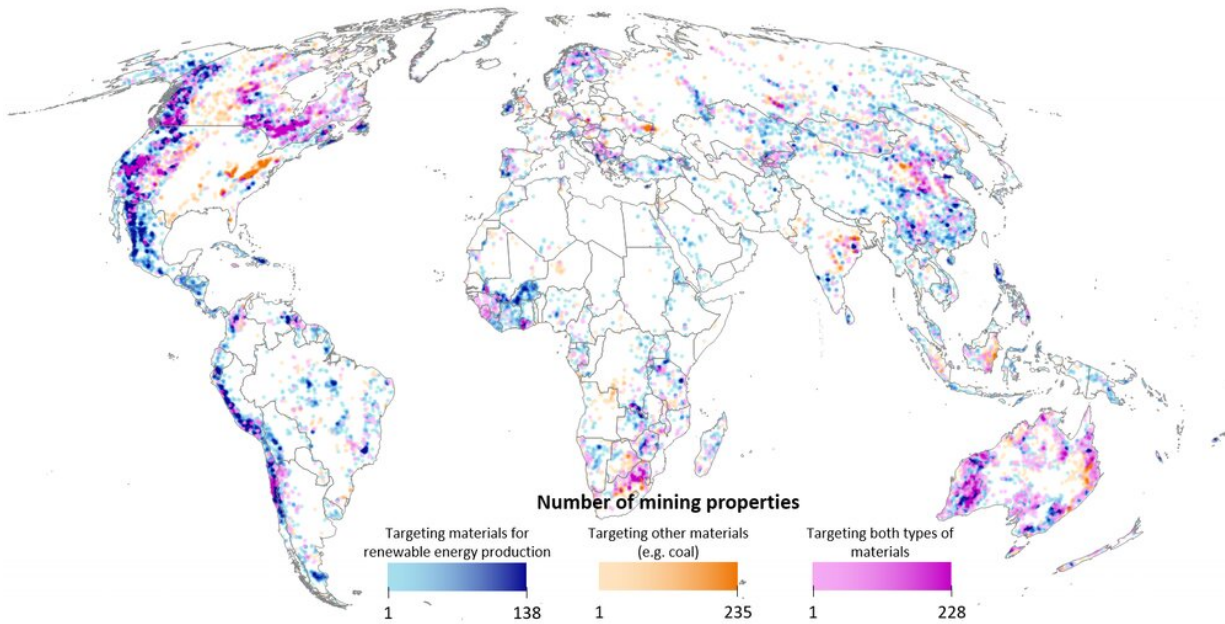 Number of mining properties
Targeting materials for
renewable energy production
1 138
Targeting other materials
(e.g. coal)
1 235
Targeting both types of
materials
1 228